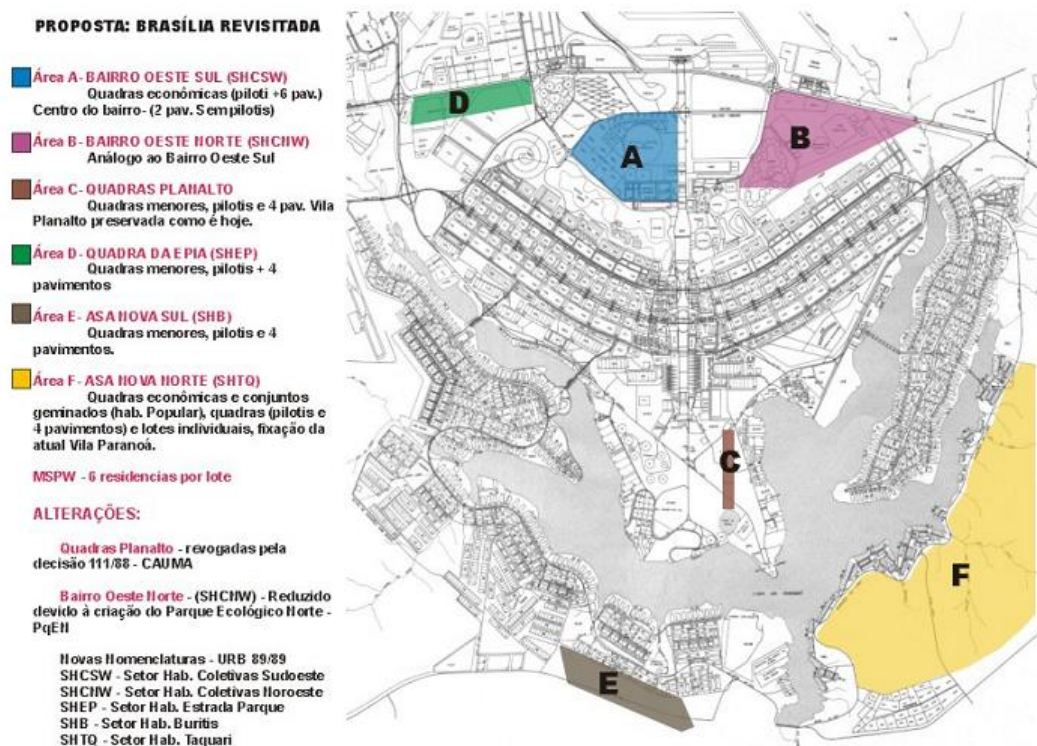 PROPOSTA: BRASÍLIA REVISITADA
Área A- BAIRRO OESTE SUL (SHCSW)
Quadras econômicas (piloti +6 pav.)
Centro do bairro- (2 pav. Sem pilotis)
Área B- BAIRRO OESTE NORTE (SHCNW)
Análogo ao Bairro Oeste Sul
Área C- QUADRAS PLANALTO
Quadras menores, pilotis e 4 pav. Vila
Planalto preservada como é hoje.
Área D- QUADRA DA EPIA (SHEP)
Quadras menores, pilotis + 4
pavimentos
Área E- ASA NOVA SUL (SHB)
Quadras menores, pilotis e 4
pavimentos.
Área F- ASA NOVA NORTE (SHTQ)
Quadras econômicas e conjuntos
geminados (hab. Popular), quadras (pilotis e
4 pavimentos) e lotes individuais, fixação da
atual Vila Paranoá.
MSPW - 6 residencias por lote
ALTERAÇÕES:
Quadras Planalto - revogadas pela
decisão 111/88 - CAUMA
Bairro Oeste Norte - (SHCNW) - Reduzido
devido à criação do Parque Ecológico Norte -
PqEN
Novas Nomenclaturas - URB 89/89
SHCSW - Setor Hab. Coletivas Sudoeste
SHCNW - Setor Hab. Coletivas Noroeste
SHEP - Setor Hab. Estrada Parque
SHB - Setor Hab. Buritis
SHTQ - Setor Hab. Taquari
D
A
B
C
F
E